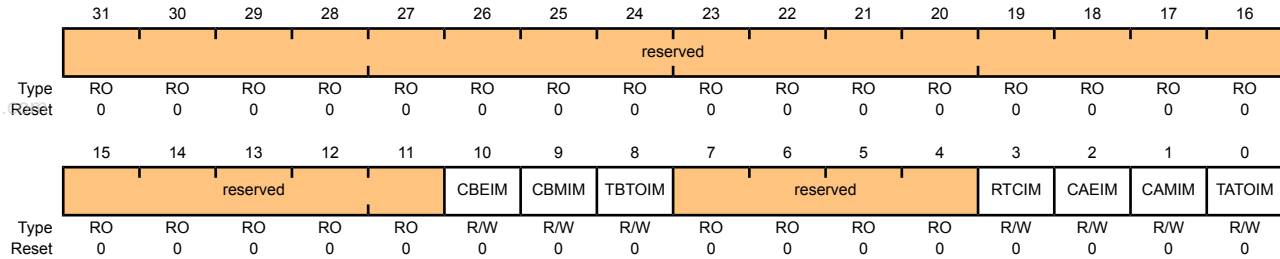 31 30 29 28 27 26 25 24 23 22 21 20 19 18 17 16
reserved
Type RO RO RO RO RO RO RO RO RO RO RO RO RO RO RO RO
Reset 0 0 0 0 0 0 0 0 0 0 0 0 0 0 0 0
15 14 13 12 11 10 9 8 7 6 5 4 3 2 1 0
reserved CBEIM CBMIM TBTOIM reserved RTCIM CAEIM CAMIM TATOIM
Type RO RO RO RO RO R/W R/W R/W RO RO RO RO R/W R/W R/W R/W
Reset 0 0 0 0 0 0 0 0 0 0 0 0 0 0 0 0